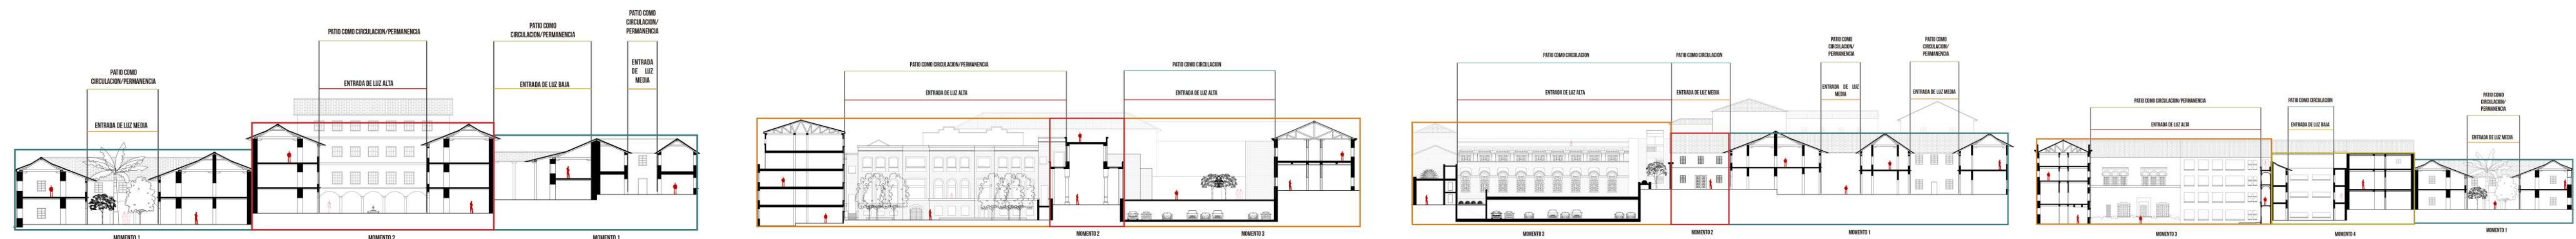 PATIO COMO
CIRCULACION/PERMANENCIA
ENTRADA DE LUZ MEDIA
PATIO COMO CIRCULACION/PERMANENCIA
ENTRADA DE LUZ ALTA
PATIO COMO
CIRCULACION/PERMANENCIA
ENTRADA DE LUZ BAJA
PATIO COMO
CIRCULACION/
PERMANENCIA
ENTRADA
DE LUZ
MEDIA
MOMENTO 1
MOMENTO 2
MOMENTO 1
PATIO COMO CIRCULACION/PERMANENCIA
ENTRADA DE LUZ ALTA
PATIO COMO CIRCULACION
ENTRADA DE LUZ ALTA
MOMENTO 2
MOMENTO 3
PATIO COMO CIRCULACION
ENTRADA DE LUZ ALTA
PATIO COMO CIRCULACION
ENTRADA DE LUZ MEDIA
PATIO COMO
CIRCULACION/
PERMANENCIA
ENTRADA DE LUZ
MEDIA
PATIO COMO
CIRCULACION/
PERMANENCIA
ENTRADA DE LUZ MEDIA
MOMENTO 3
MOMENTO 2
MOMENTO 1
PATIO COMO CIRCULACION/PERMANENCIA
ENTRADA DE LUZ ALTA
PATIO COMO CIRCULACION
ENTRADA DE LUZ BAJA
PATIO COMO
CIRCULACION/
PERMANENCIA
ENTRADA DE LUZ MEDIA
MOMENTO 3
MOMENTO 4
MOMENTO 1